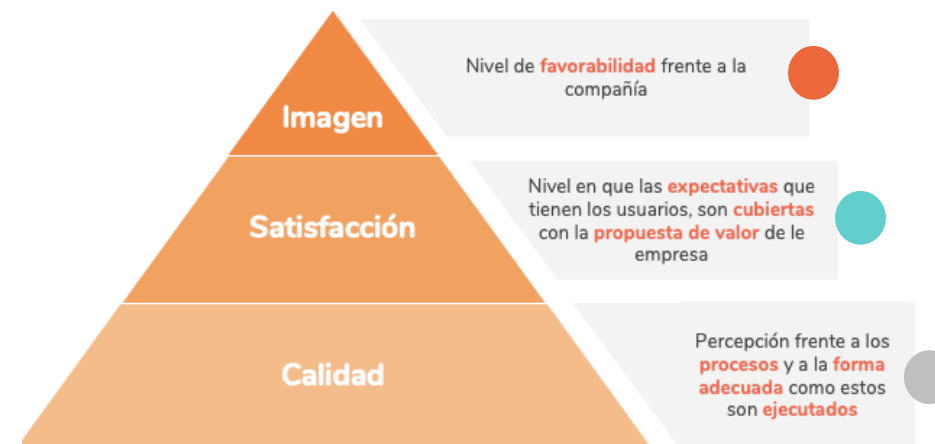 Imagen
Nivel de favorabilidad frente a la
compañía
Satisfacción
Nivel en que las expectativas que
tienen los usuarios, son cubiertas
con la propuesta de valor de le
empresa
Calidad
Percepción frente a los
procesos y a la forma
adecuada como estos
son ejecutados